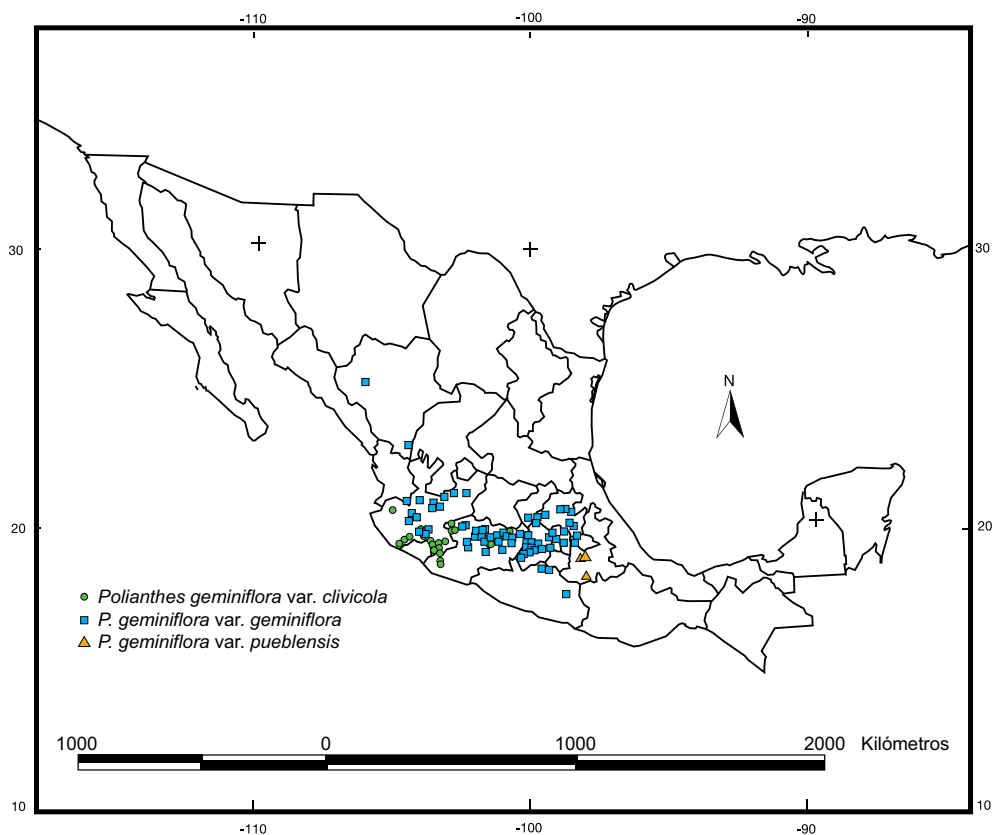 -110 -100 -90
30 30
N
20 20
Polianthes geminiflora var. clivicola
P. geminiflora var. geminiflora
P. geminiflora var. pueblensis
1000 0 1000 2000 Kilómetros
10 10
-110 -100 -90